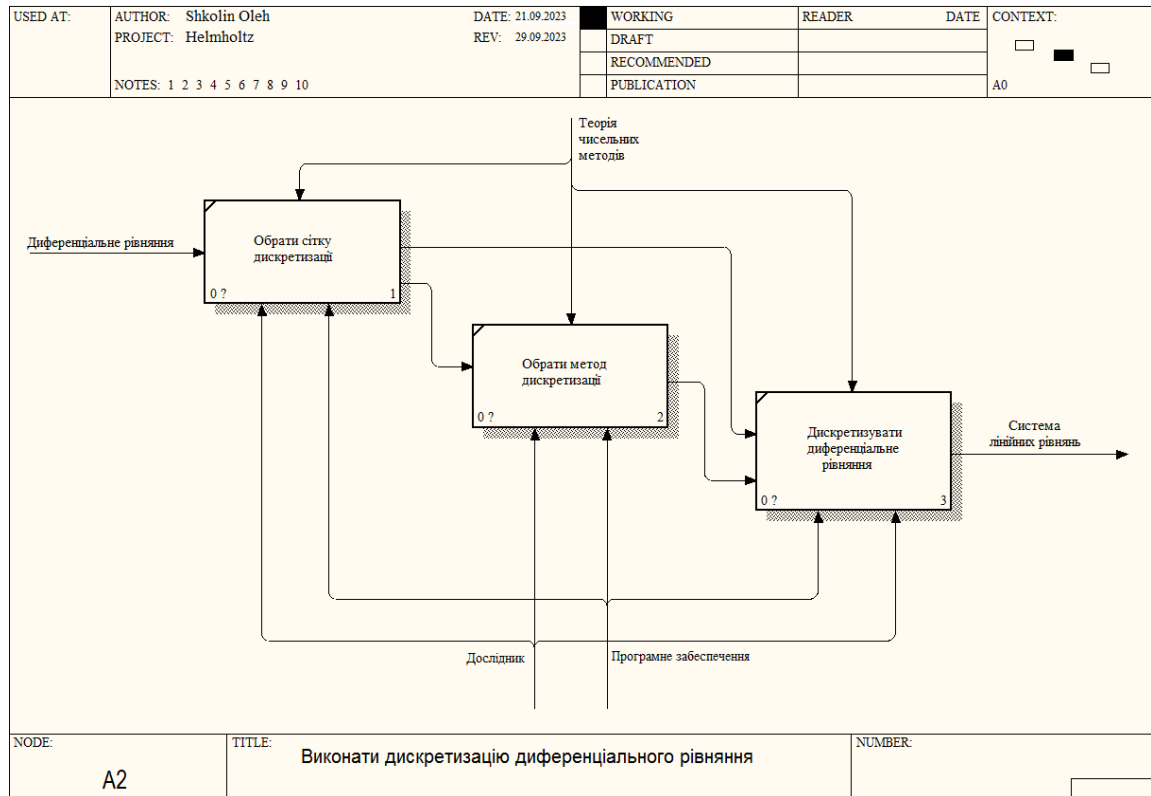 USED AT:
AUTHOR: Shkolin Oleh
DATE: 21.09.2023
PROJECT: Helmholtz
REV: 29.09.2023
NOTES: 1 2 3 4 5 6 7 8 9 10
WORKING
DRAFT
RECOMMENDED
PUBLICATION
READER
DATE
CONTEXT:
A0
Теорія
чисельних
методів
Диференціальне рівняння
Обрати сітку
дискретизації
0 ?
1
Обрати метод
дискретизації
0 ?
2
Дискретизувати
диференціальне
рівняння
0 ?
3
Система
лінійних рівнянь
Дослідник
Програмне забеспечення
NODE:
A2
TITLE:
Виконати дискретизацію диференціального рівняння
NUMBER: